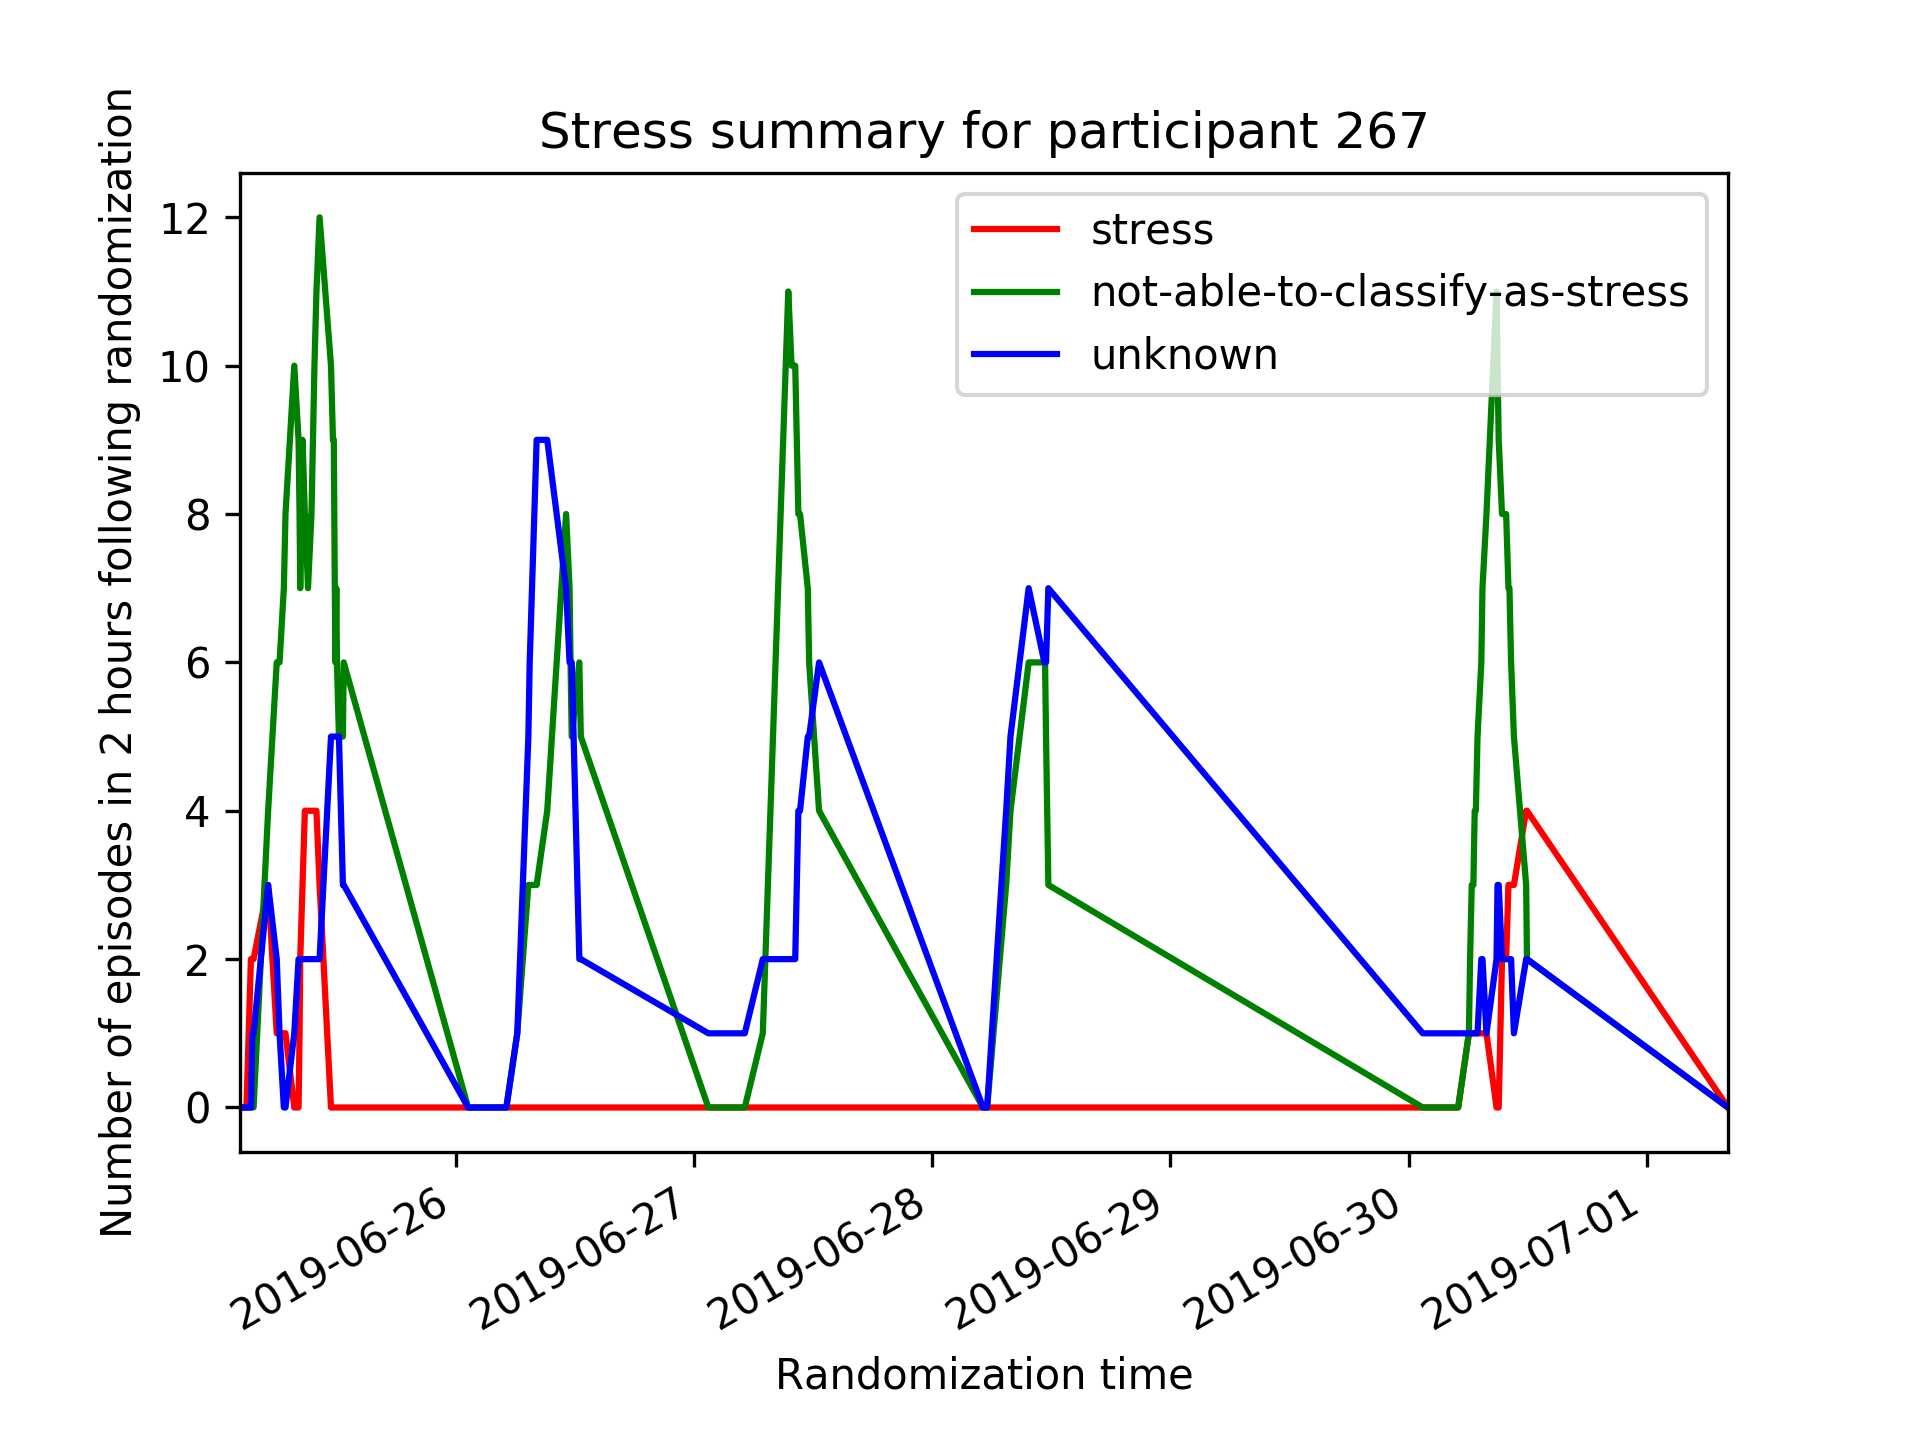 Stress summary for participant 267
Number of episodes in 2 hours following randomization
12
10
8
6
4
2
0
stress
not-able-to-classify-as-stress
unknown
2019-06-26
2019-06-27
2019-06-28
2019-06-29
2019-06-30
2019-07-01
Randomization time